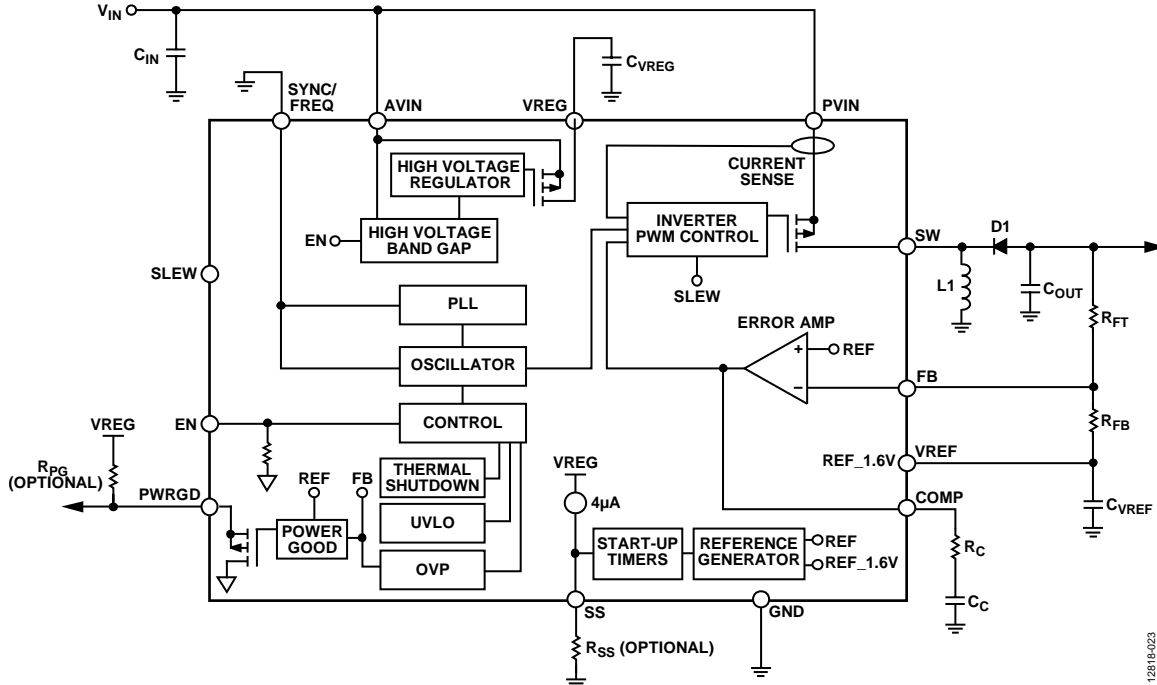 VIN
CIN
CVREG
SYNC/
FREQ
AVIN
VREG
PVIN
HIGH VOLTAGE
REGULATOR
CURRENT
SENSE
EN
HIGH VOLTAGE
BAND GAP
INVERTER
PWM CONTROL
SW
D1
SLEW
SLEW
L1
COUT
RFT
PLL
ERROR AMP
+
REF
OSCILLATOR
−
FB
EN
CONTROL
RFB
VREG
RPG
(OPTIONAL)
THERMAL
SHUTDOWN
VREG
REF_1.6V
VREF
PWRGD
REF
FB
4µA
COMP
CVREF
UVLO
POWER
GOOD
START-UP
TIMERS
REFERENCE
GENERATOR
REF
REF_1.6V
RC
OVP
SS
GND
CC
RSS (OPTIONAL)
12818-023